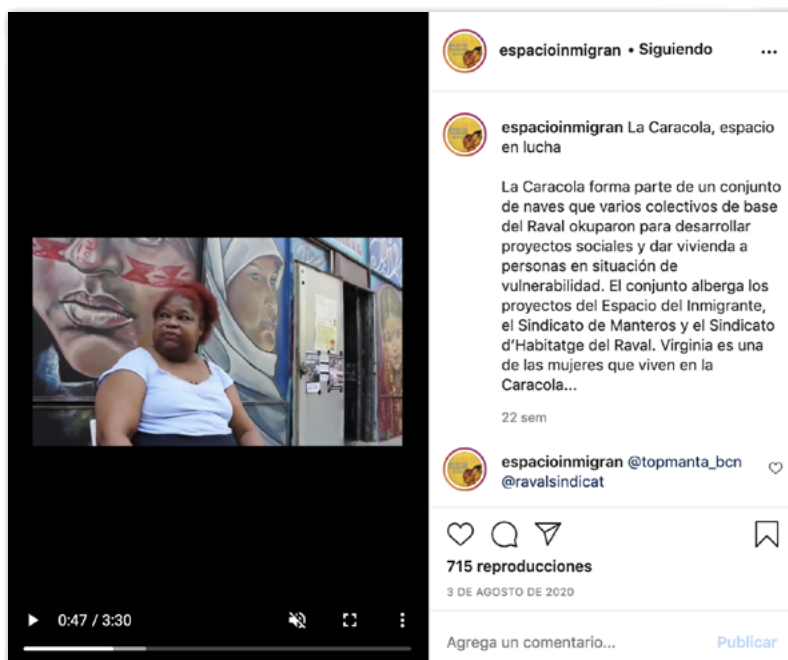 espacioinmigran • Siguiendo
espacioinmigran La Caracola, espacio
en lucha
La Caracola forma parte de un conjunto
de naves que varios colectivos de base
del Raval okuparon para desarrollar
proyectos sociales y dar vivienda a
personas en situación de
vulnerabilidad. El conjunto alberga los
proyectos del Espacio del Inmigrante,
el Sindicato de Manteros y el Sindicato
d'Habitatge del Raval. Virginia es una
de las mujeres que viven en la
Caracola...
22 sem
espacioinmigran @topmanta_bcn
@ravalsindicat
715 reproducciones
3 DE AGOSTO DE 2020
0:47 / 3:30
Agrega un comentario...
Publicar